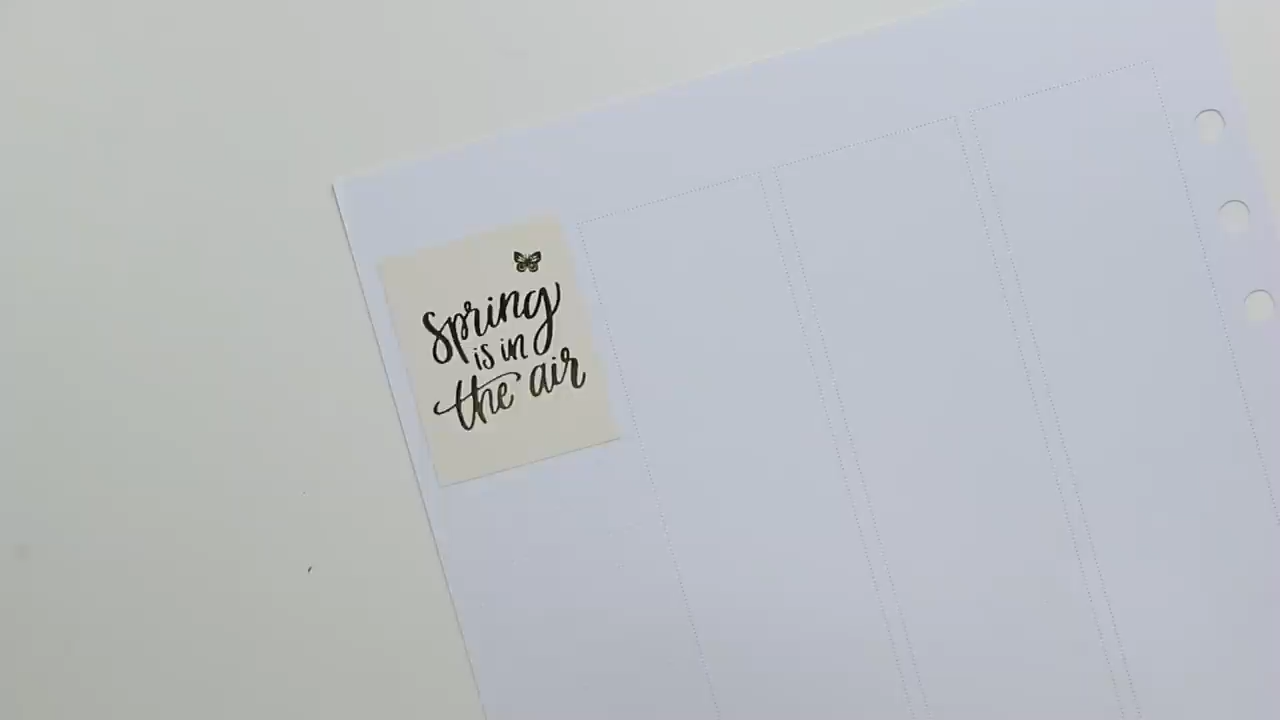 spring
is in
the air